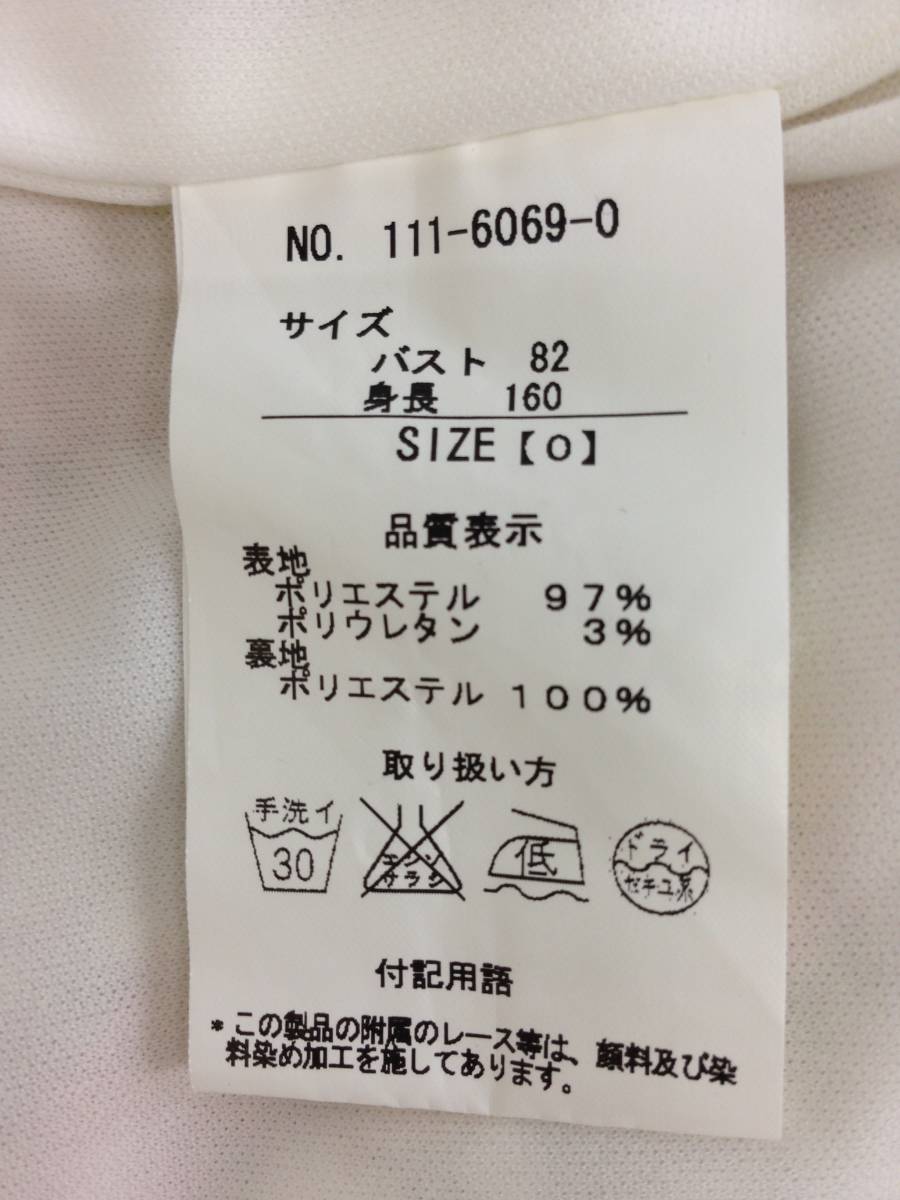 NO. 111-6069-0
サイズ
バスト 82
身長 160
SIZE【0】
品質表示
表地
ポリエステル 97%
ポリウレタン 3%
裏地
ポリエステル 100%
取り扱い方
手洗イ
30
エンソ
サラシ
低
ドライ
セキユ系
付記用語
*この製品の附属のレース等は、顔料及び染
料染め加工を施してあります。